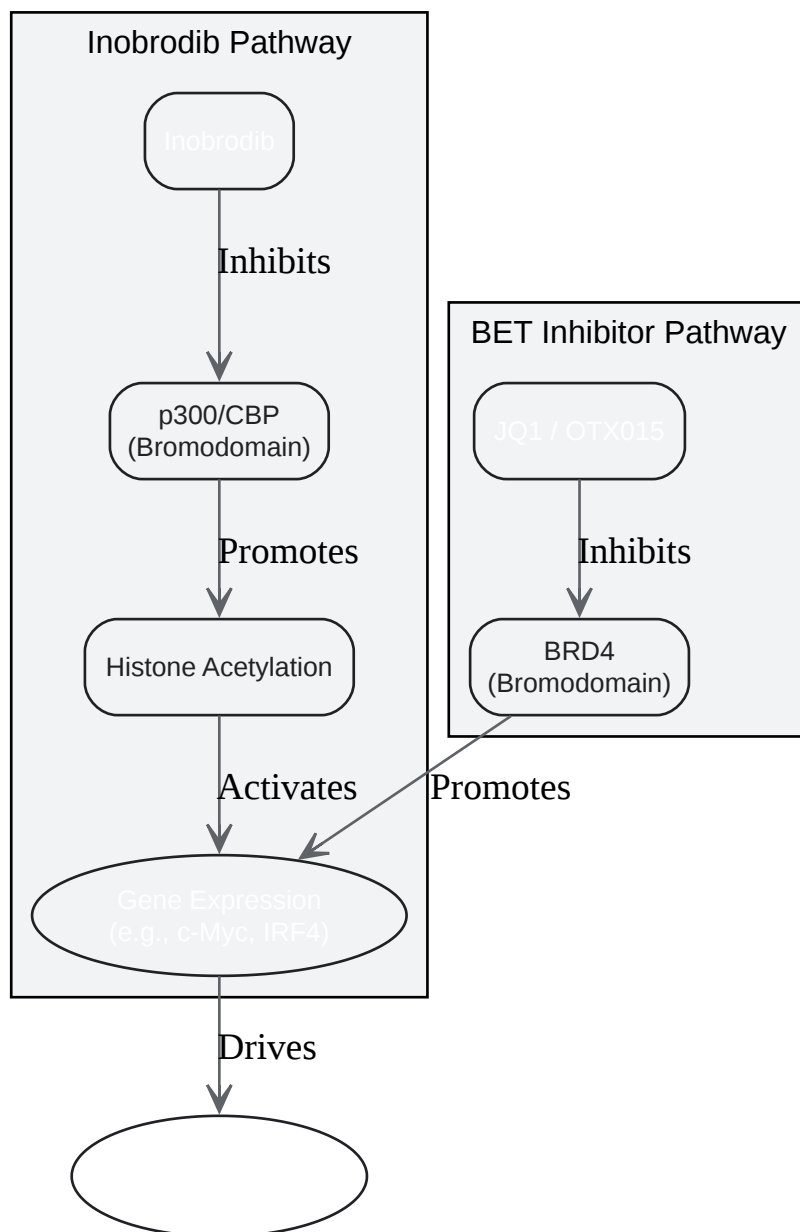 Inobrodib Pathway
Inobrodib
Inhibits
p300/CBP
(Bromodomain)
Promotes
Histone Acetylation
Activates
Gene Expression
(e.g., c-Myc, IRF4)
Drives
BET Inhibitor Pathway
JQ1 / OTX015
Inhibits
BRD4
(Bromodomain)
Promotes